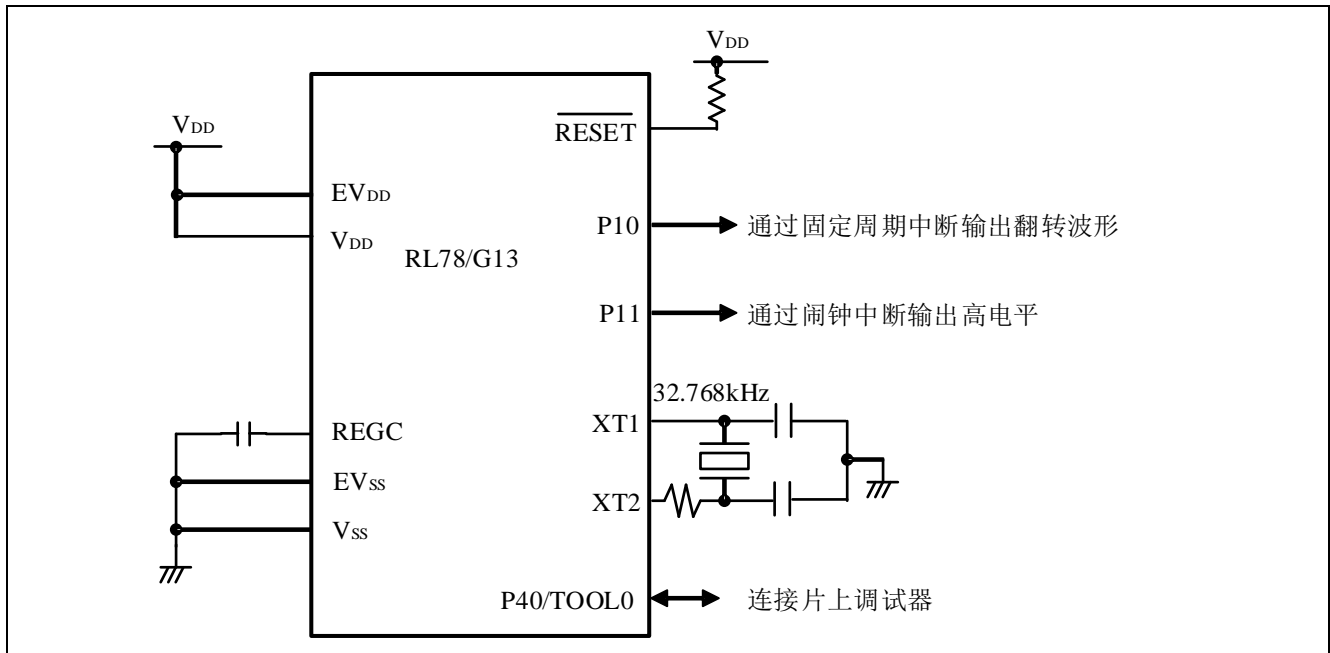 VDD
RESET
VDD
EVDD
VDD
RL78/G13
P10
通过固定周期中断输出翻转波形
P11
通过闹钟中断输出高电平
32.768kHz
XT1
REGC
EVSS
XT2
VSS
P40/TOOL0
连接片上调试器